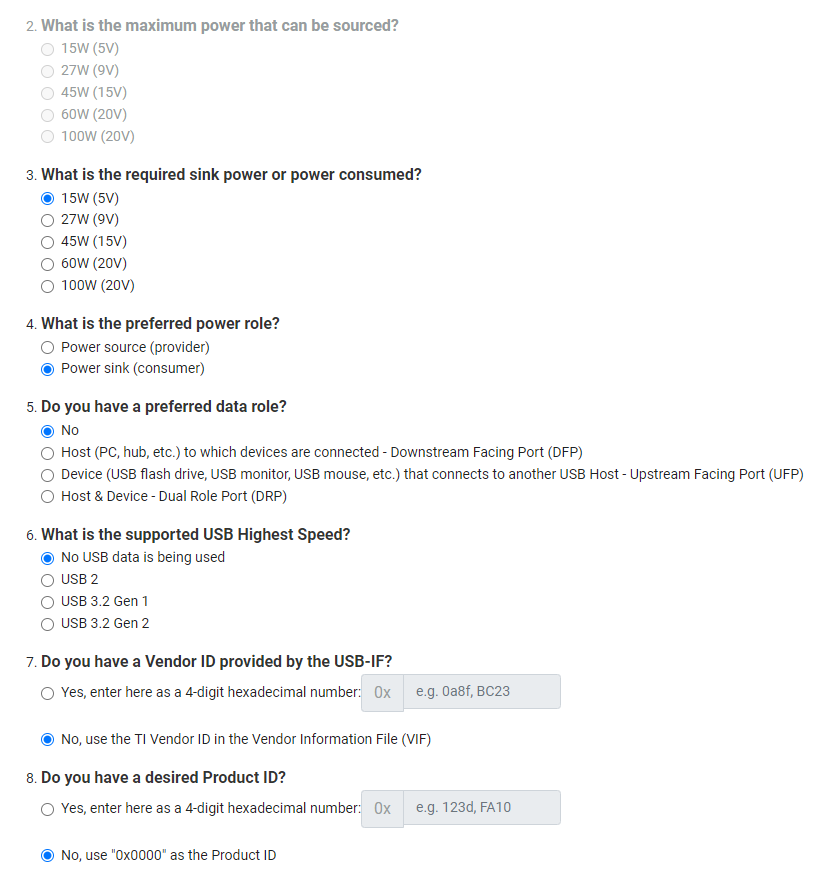 2. What is the maximum power that can be sourced?
15W (5V)
27W (9V)
45W (15V)
60W (20V)
100W (20V)
3. What is the required sink power or power consumed?
15W (5V)
27W (9V)
45W (15V)
60W (20V)
100W (20V)
4. What is the preferred power role?
Power source (provider)
Power sink (consumer)
5. Do you have a preferred data role?
No
Host (PC, hub, etc.) to which devices are connected - Downstream Facing Port (DFP)
Device (USB flash drive, USB monitor, USB mouse, etc.) that connects to another USB Host - Upstream Facing Port (UFP)
Host & Device - Dual Role Port (DRP)
6. What is the supported USB Highest Speed?
No USB data is being used
USB 2
USB 3.2 Gen 1
USB 3.2 Gen 2
7. Do you have a Vendor ID provided by the USB-IF?
Yes, enter here as a 4-digit hexadecimal number: 0x e.g. 0a8f, BC23
No, use the TI Vendor ID in the Vendor Information File (VIF)
8. Do you have a desired Product ID?
Yes, enter here as a 4-digit hexadecimal number: 0x e.g. 123d, FA10
No, use "0x0000" as the Product ID